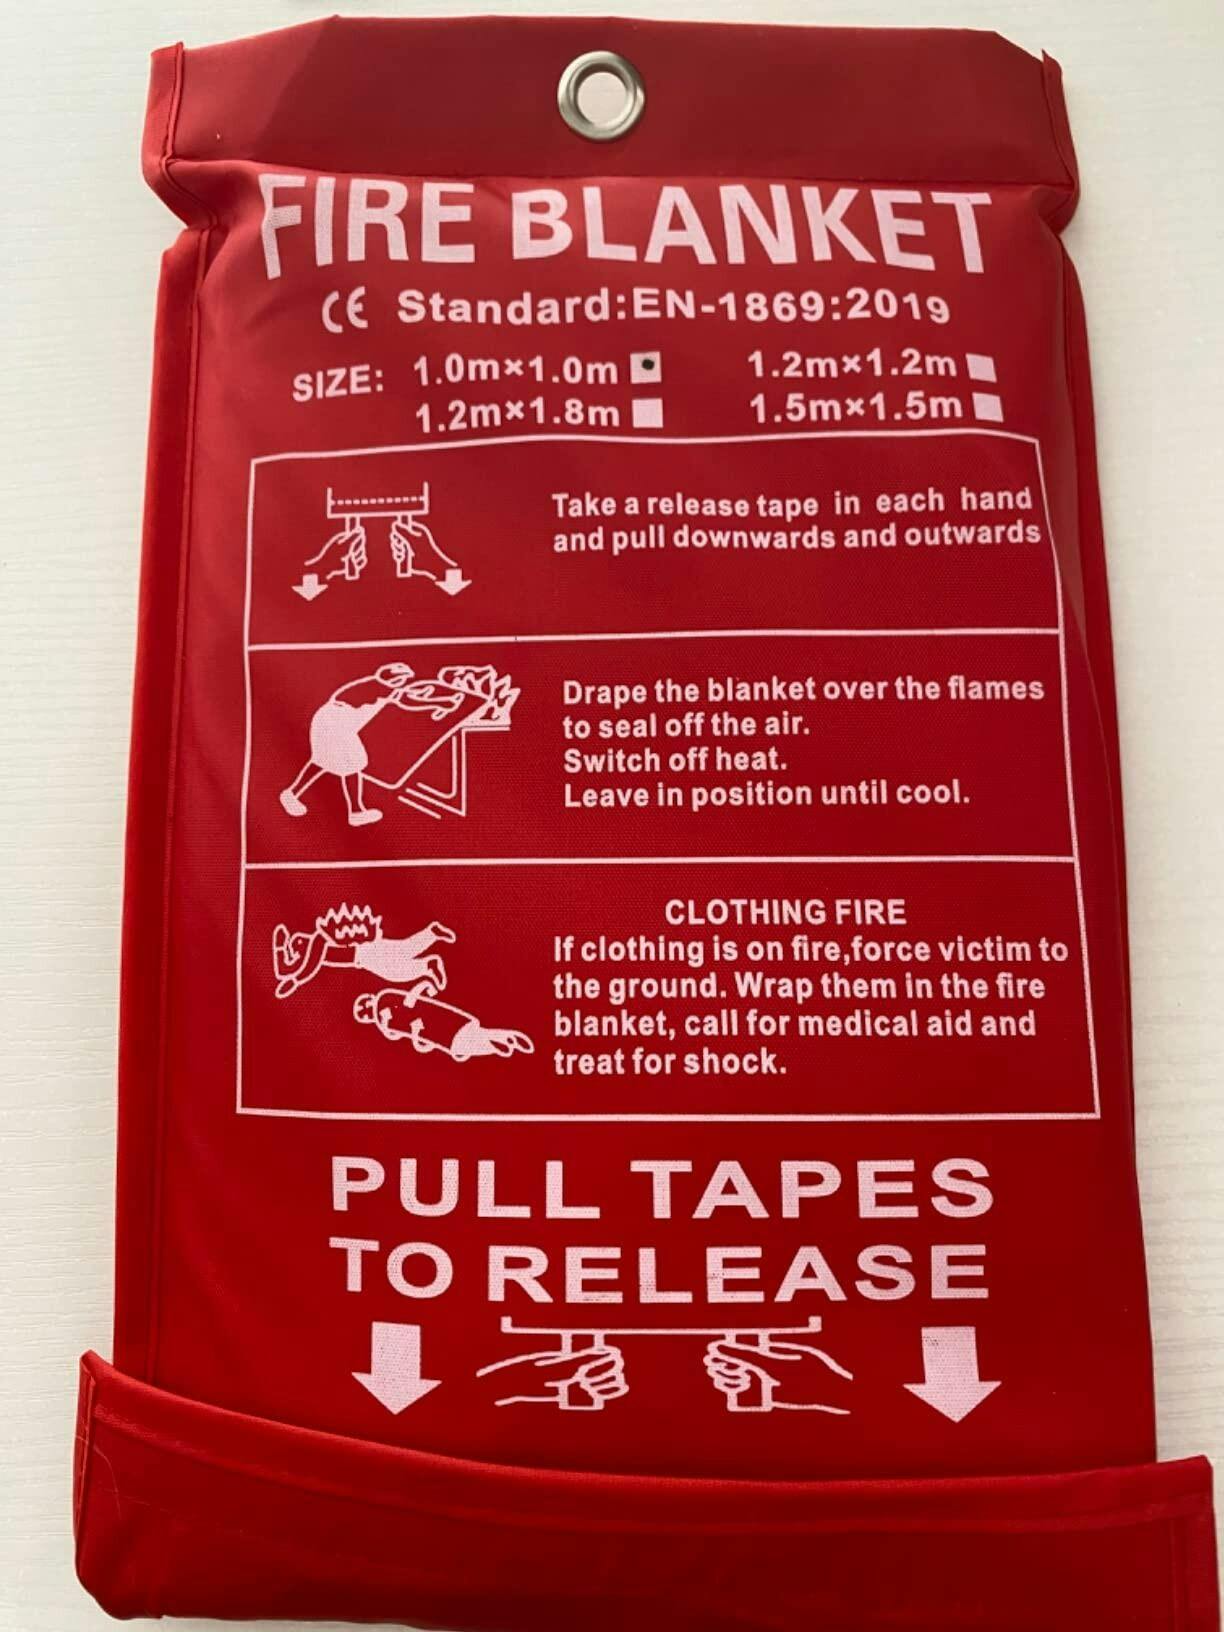 FIRE BLANKET
CE Standard:EN-1869:2019
SIZE: 1.0m×1.0m 1.2m×1.2m
1.2m×1.8m 1.5m×1.5m
Take a release tape in each hand
and pull downwards and outwards
Drape the blanket over the flames
to seal off the air.
Switch off heat.
Leave in position until cool.
CLOTHING FIRE
If clothing is on fire,force victim to
the ground. Wrap them in the fire
blanket, call for medical aid and
treat for shock.
PULL TAPES
TO RELEASE